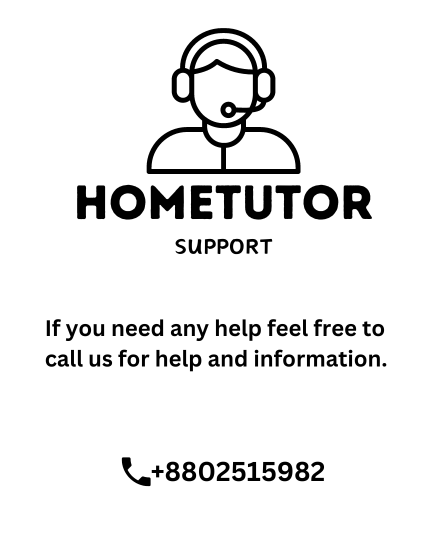 HOMETUTOR
SUPPORT
If you need any help feel free to
call us for help and information.
+8802515982